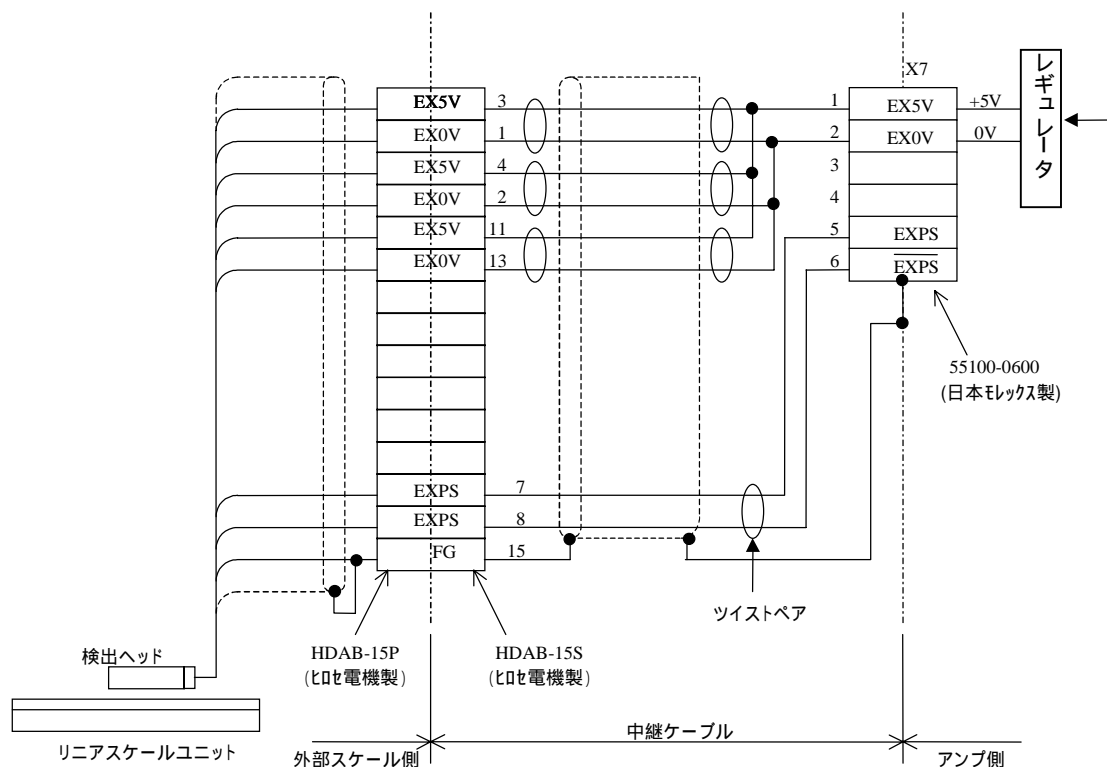 X7
レギュレータ
EX5V 3
EX0V 1
EX5V 4
EX0V 2
EX5V 11
EX0V 13
EXPS 7
EXPS 8
FG 15
1 EX5V +5V
2 EX0V 0V
3
4
5 EXPS
6 EXPS
55100-0600
(日本ﾓﾚｯｸｽ製)
ツイストペア
HDAB-15P
(ﾋﾛｾ電機製)
HDAB-15S
(ﾋﾛｾ電機製)
検出ヘッド
リニアスケールユニット
外部スケール側
中継ケーブル
アンプ側